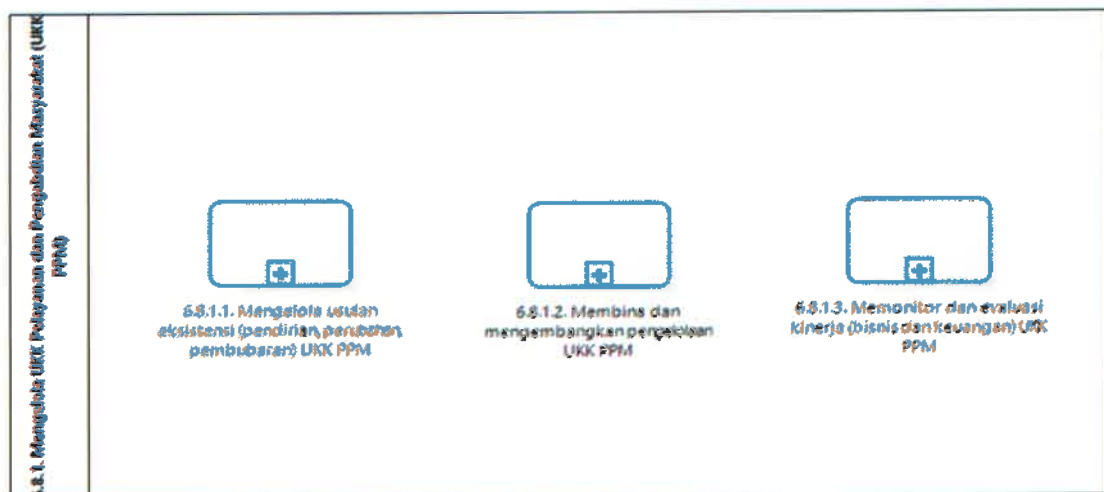 6.8.1. Mengelola UKK Pelayanan dan Pengabdian Masyarakat (UKK
PPM)
6.8.1.1. Mengelola usulan
eksistensi (pendirian, perubahan,
pembubaran) UKK PPM
6.8.1.2. Membina dan
mengembangkan pengelolaan
UKK PPM
6.8.1.3. Memonitor dan evaluasi
kinerja (bisnis dan keuangan) UKK
PPM